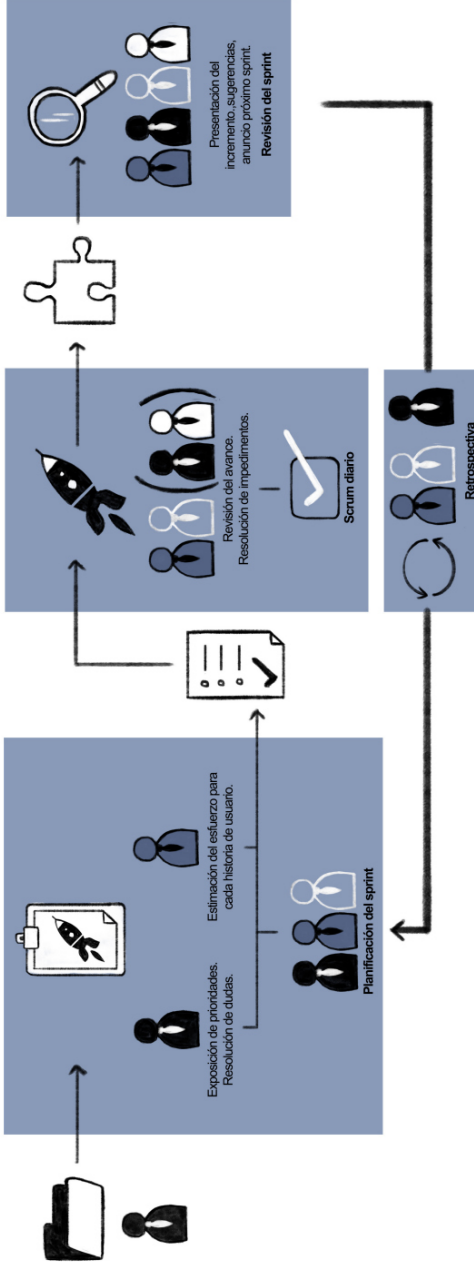 Exposición de prioridades.
Resolución de dudas.
Estimación del esfuerzo para
cada historia de usuario.
Planificación del sprint
Revisión del avance.
Resolución de impedimentos.
Scrum diario
Presentación del
incremento,,sugerencias,
anuncio próximo sprint.
Revisión del sprint
Retrospectiva